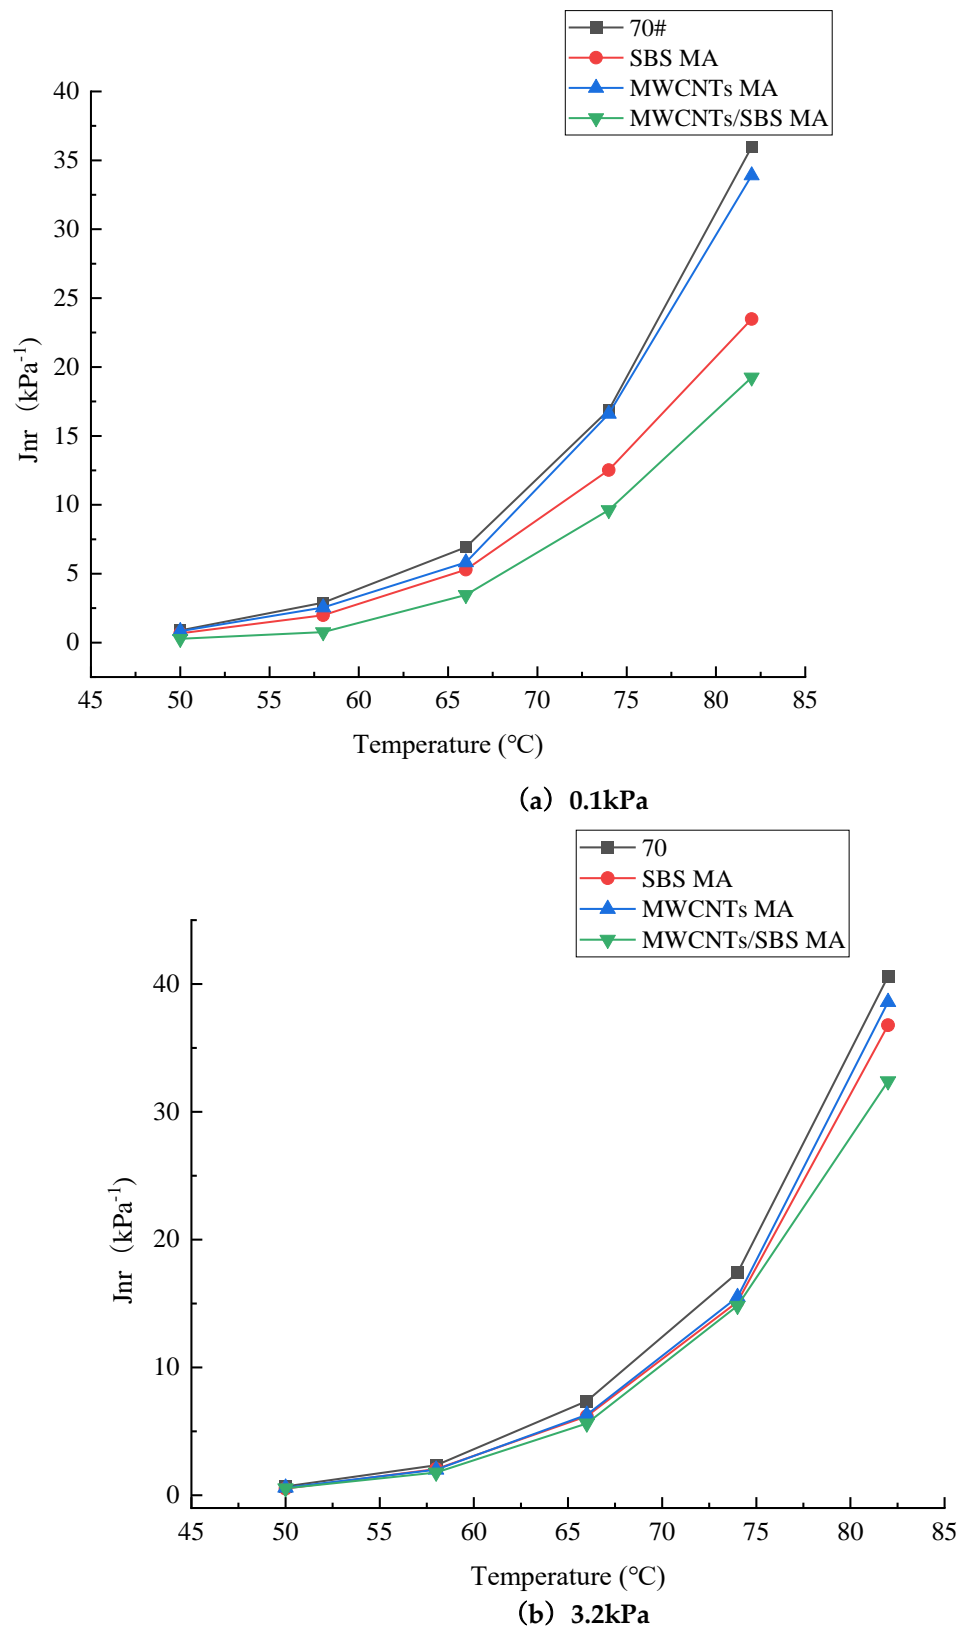 70#
SBS MA
MWCNTs MA
MWCNTs/SBS MA
40
35
30
25
20
15
10
5
0
Jnr（kPa⁻¹)
45 50 55 60 65 70 75 80 85
Temperature (℃)
（a）0.1kPa
70
SBS MA
MWCNTs MA
MWCNTs/SBS MA
40
30
20
10
0
Jnr（kPa⁻¹)
45 50 55 60 65 70 75 80 85
Temperature (℃)
（b）3.2kPa